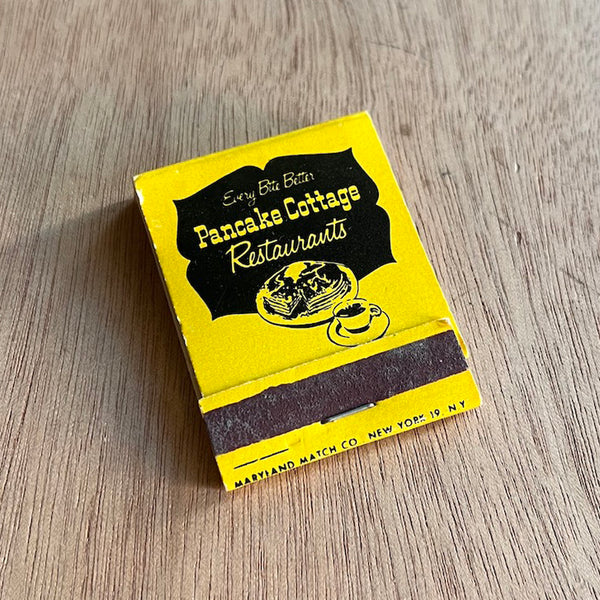 Every Bite Better
Pancake Cottage
Restaurants
MARYLAND MATCH CO. NEW YORK 19, N.Y.